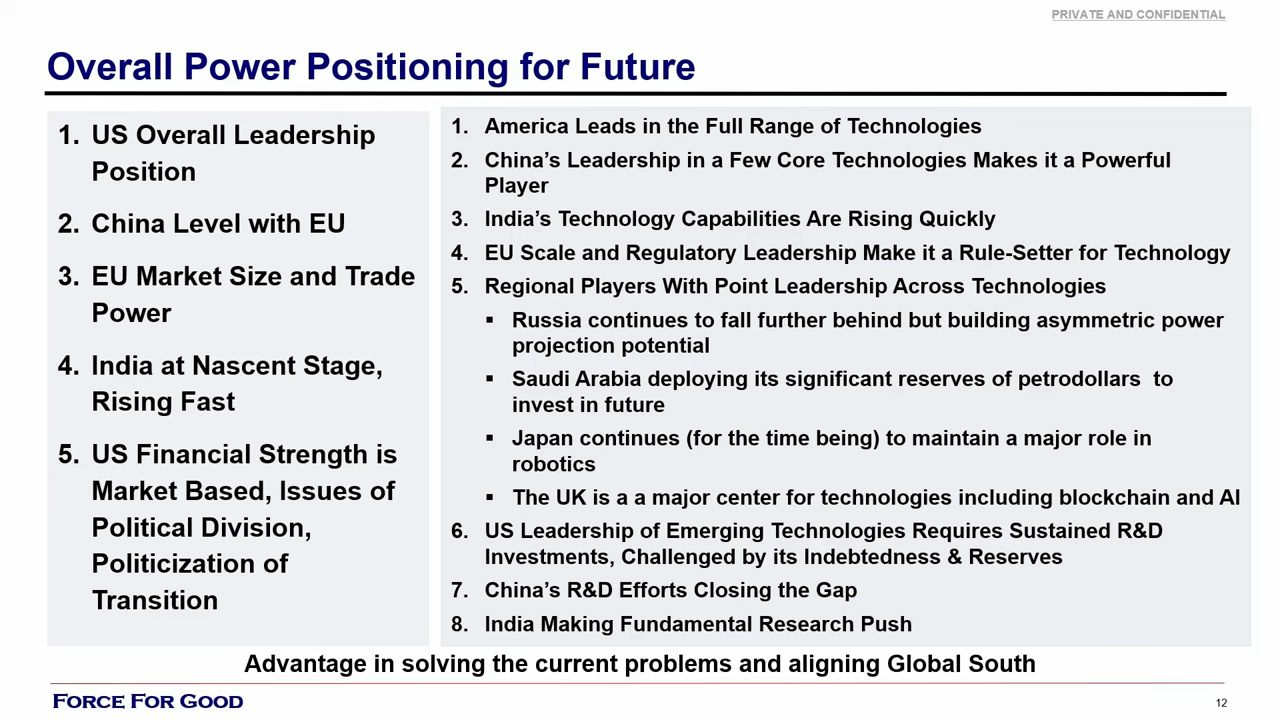 PRIVATE AND CONFIDENTIAL
Overall Power Positioning for Future
1. US Overall Leadership
Position
2. China Level with EU
3. EU Market Size and Trade
Power
4. India at Nascent Stage,
Rising Fast
5. US Financial Strength is
Market Based, Issues of
Political Division,
Politicization of
Transition
1. America Leads in the Full Range of Technologies
2. China’s Leadership in a Few Core Technologies Makes it a Powerful
Player
3. India’s Technology Capabilities Are Rising Quickly
4. EU Scale and Regulatory Leadership Make it a Rule-Setter for Technology
5. Regional Players With Point Leadership Across Technologies
▪ Russia continues to fall further behind but building asymmetric power
projection potential
▪ Saudi Arabia deploying its significant reserves of petrodollars to
invest in future
▪ Japan continues (for the time being) to maintain a major role in
robotics
▪ The UK is a a major center for technologies including blockchain and AI
6. US Leadership of Emerging Technologies Requires Sustained R&D
Investments, Challenged by its Indebtedness & Reserves
7. China’s R&D Efforts Closing the Gap
8. India Making Fundamental Research Push
Advantage in solving the current problems and aligning Global South
FORCE FOR GOOD
12